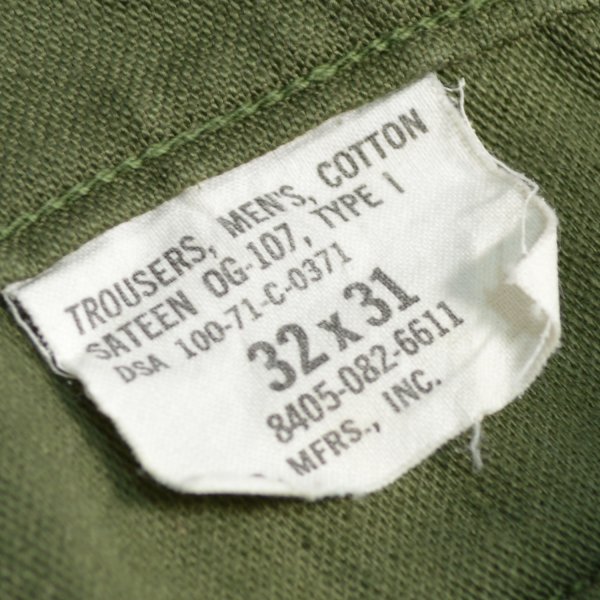 TROUSERS, MEN'S, COTTON
SATEEN OG-107, TYPE I
DSA 100-71-C-0371
32 x 31
8405-082-6611
MFRS., INC.